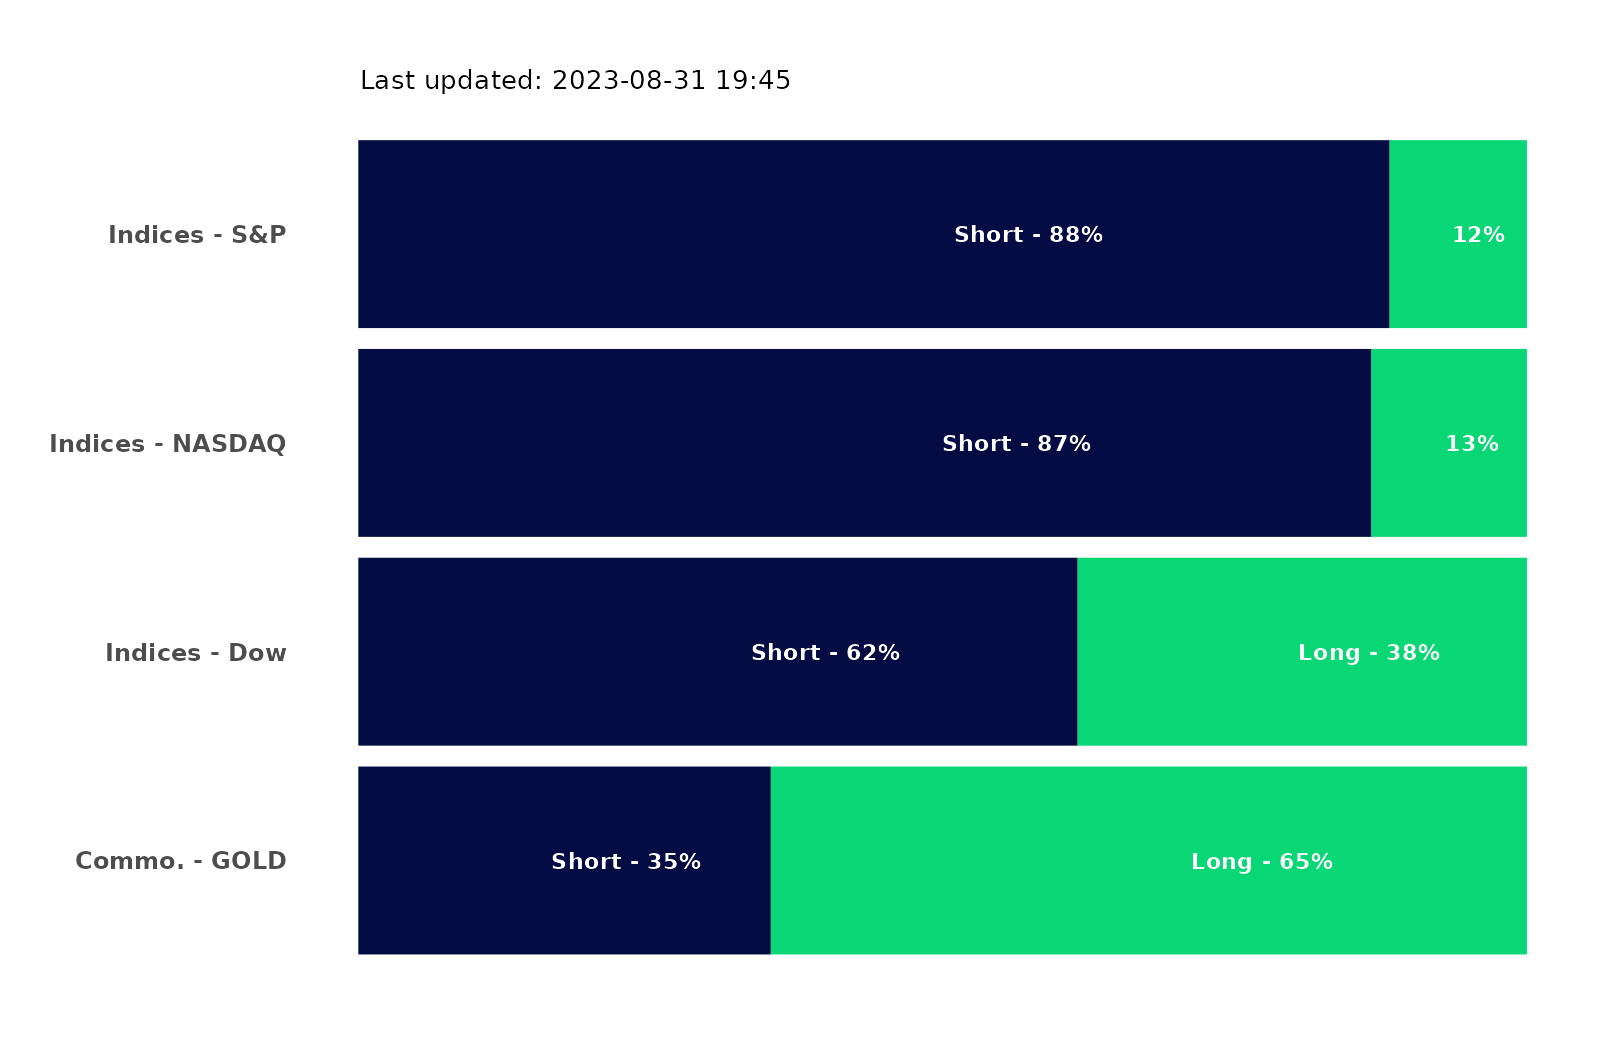 Last updated: 2023-08-31 19:45
Indices - S&P Short - 88% 12%
Indices - NASDAQ Short - 87% 13%
Indices - Dow Short - 62% Long - 38%
Commo. - GOLD Short - 35% Long - 65%